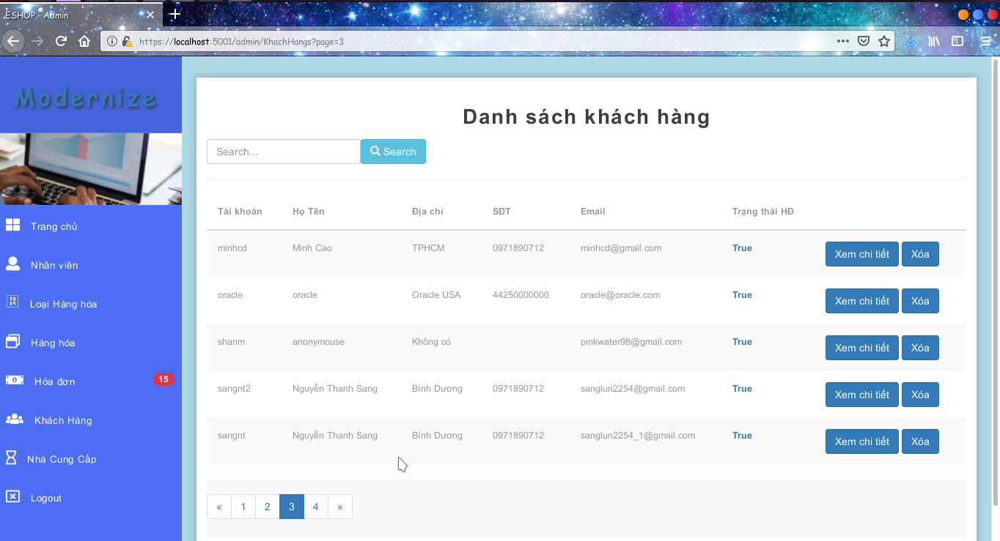 ESHOP - Admin
https://localhost:5001/admin/KhachHangs?page=3
Modernize
Trang chủ
Nhân viên
Loại Hàng hóa
Hàng hóa
Hóa đơn 15
Khách Hàng
Nhà Cung Cấp
Logout
Danh sách khách hàng
Search... Search
Tài khoản Họ Tên Địa chỉ SĐT Email Trạng thái HĐ
minhcd Minh Cao TPHCM 0971890712 minhcd@gmail.com True Xem chi tiết Xóa
oracle oracle Oracle USA 44250000000 oracle@oracle.com True Xem chi tiết Xóa
shanm anonymouse Không có pinkwater98@gmail.com True Xem chi tiết Xóa
sangnt2 Nguyễn Thanh Sang Bình Dương 0971890712 sanglun2254@gmail.com True Xem chi tiết Xóa
sangnt Nguyễn Thanh Sang Bình Dương 0971890712 sanglun2254_1@gmail.com True Xem chi tiết Xóa
« 1 2 3 4 »